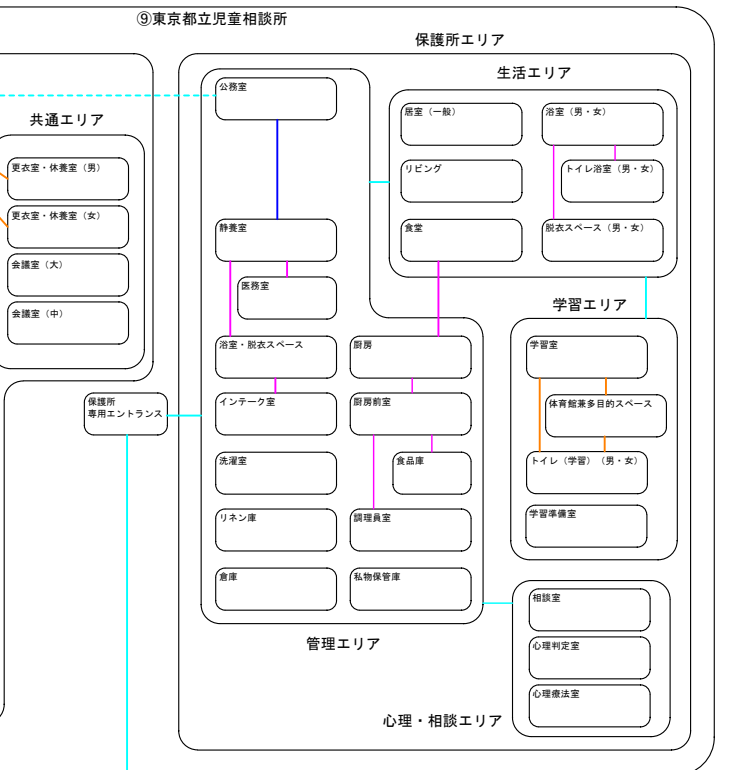 ⑨東京都立児童相談所
保護所エリア
共通エリア
更衣室・休養室（男）
更衣室・休養室（女）
会議室（大）
会議室（中）
保護所
専用エントランス
公務室
静養室
医務室
浴室・脱衣スペース
インテーク室
洗濯室
リネン庫
倉庫
厨房
厨房前室
食品庫
調理員室
私物保管庫
管理エリア
生活エリア
居室（一般）
リビング
食堂
浴室（男・女）
トイレ浴室（男・女）
脱衣スペース（男・女）
学習エリア
学習室
体育館兼多目的スペース
トイレ（学習）（男・女）
学習準備室
相談室
心理判定室
心理療法室
心理・相談エリア